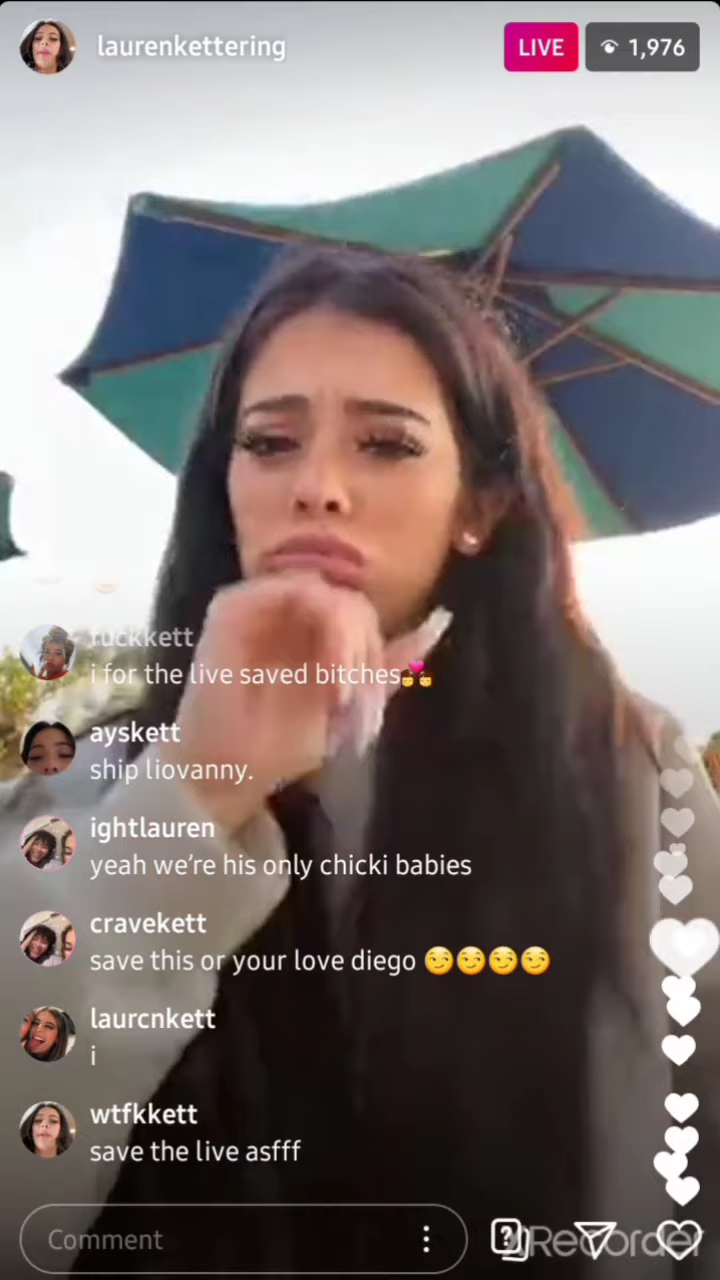 laurenkettering
LIVE
1,976
fuckkett
i for the live saved bitches💏
ayskett
ship liovanny.
ightlauren
yeah we’re his only chicki babies
cravekett
save this or your love diego 😏😏😏😏
laurcnkett
i
wtfkkett
save the live asfff
Comment
Recorder